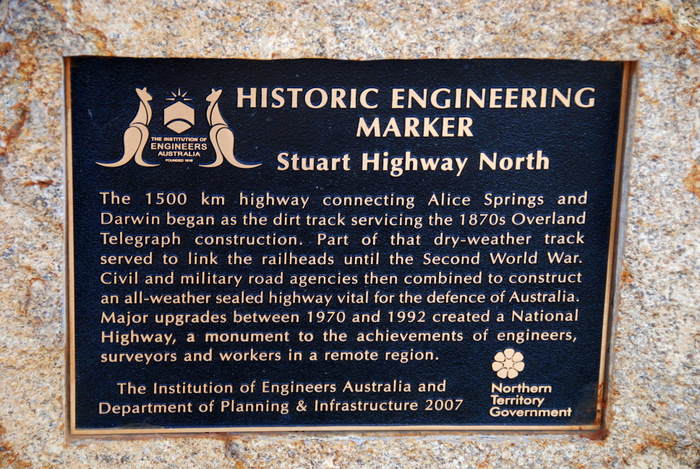 HISTORIC ENGINEERING
MARKER
Stuart Highway North
THE INSTITUTION OF
ENGINEERS
AUSTRALIA
FOUNDED 1919
The 1500 km highway connecting Alice Springs and
Darwin began as the dirt track servicing the 1870s Overland
Telegraph construction. Part of that dry-weather track
served to link the railheads until the Second World War.
Civil and military road agencies then combined to construct
an all-weather sealed highway vital for the defence of Australia.
Major upgrades between 1970 and 1992 created a National
Highway, a monument to the achievements of engineers,
surveyors and workers in a remote region.
The Institution of Engineers Australia and
Department of Planning & Infrastructure 2007
Northern
Territory
Government